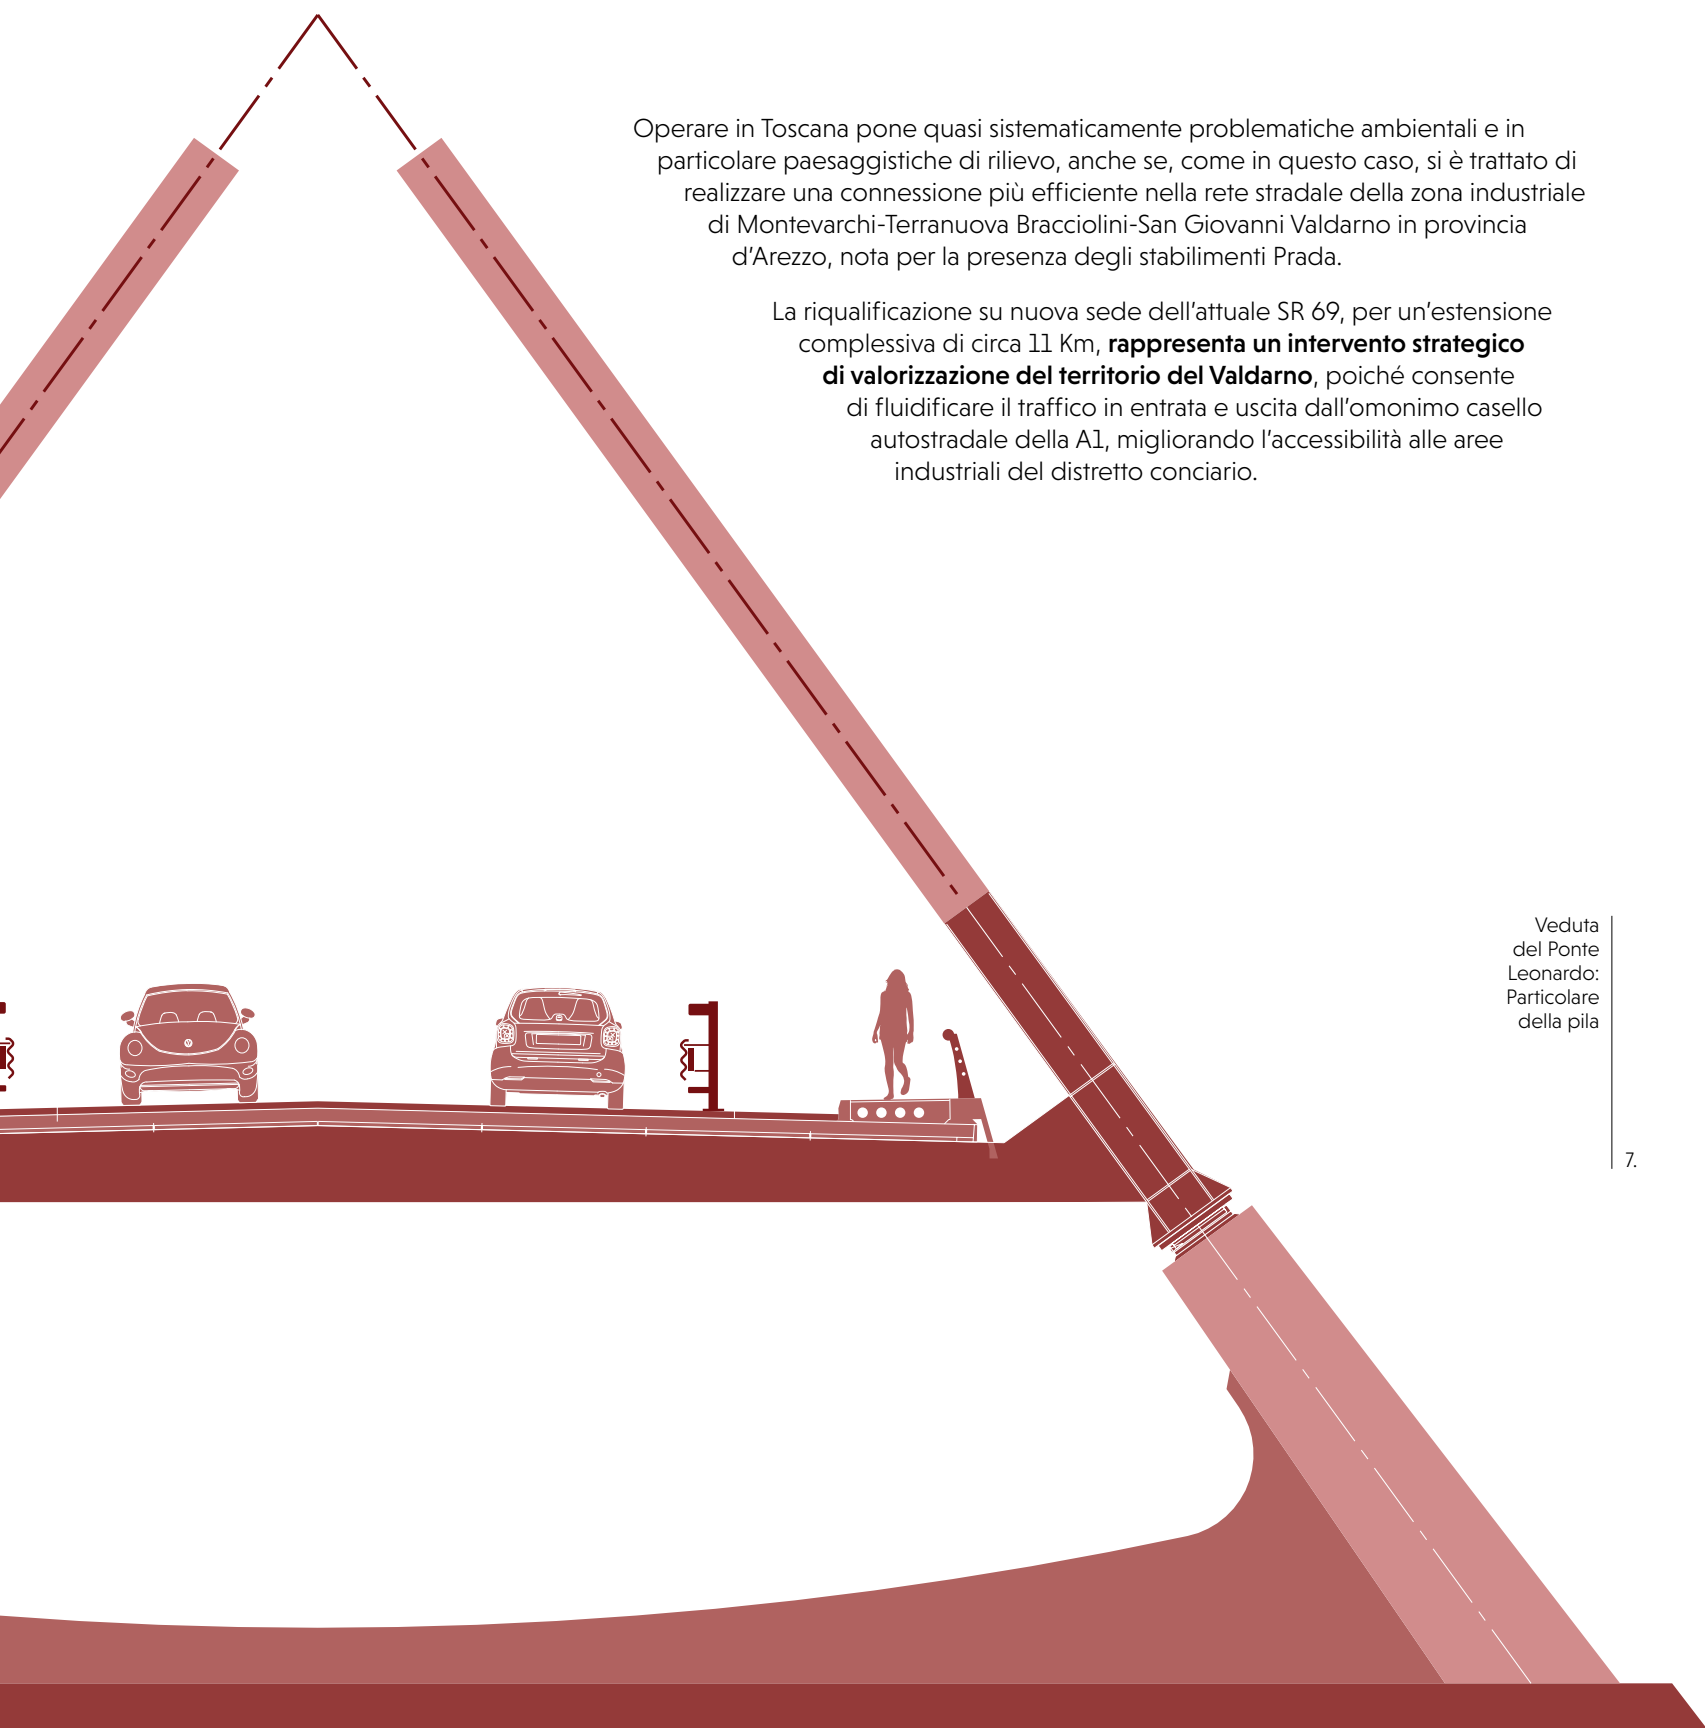 Operare in Toscana pone quasi sistematicamente problematiche ambientali e in
particolare paesaggistiche di rilievo, anche se, come in questo caso, si è trattato di
realizzare una connessione più efficiente nella rete stradale della zona industriale
di Montevarchi-Terranuova Bracciolini-San Giovanni Valdarno in provincia
d'Arezzo, nota per la presenza degli stabilimenti Prada.
La riqualificazione su nuova sede dell'attuale SR 69, per un'estensione
complessiva di circa 11 Km, rappresenta un intervento strategico
di valorizzazione del territorio del Valdarno, poiché consente
di fluidificare il traffico in entrata e uscita dall'omonimo casello
autostradale della A1, migliorando l'accessibilità alle aree
industriali del distretto conciario.
Veduta
del Ponte
Leonardo:
Particolare
della pila
7.